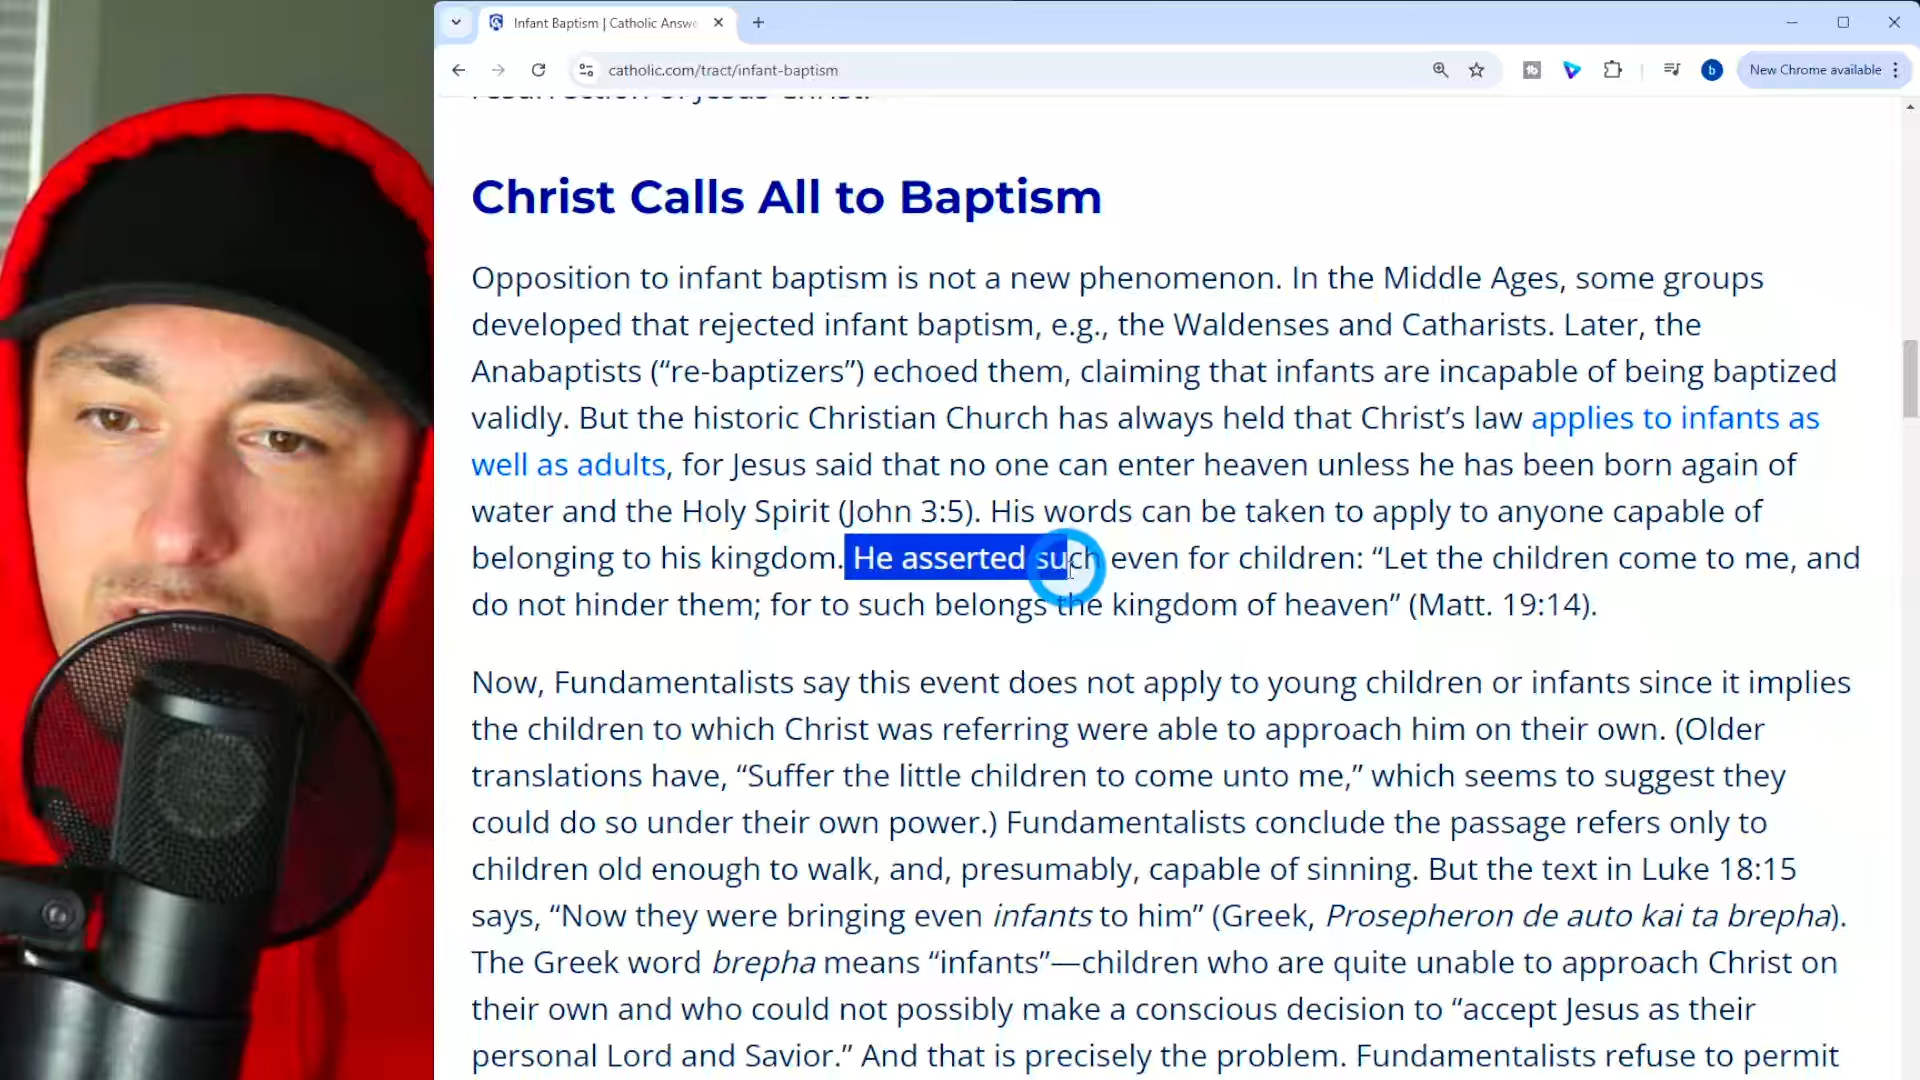 Infant Baptism | Catholic Answe
catholic.com/tract/infant-baptism
b
New Chrome available
resurrection of Jesus Christ.
Christ Calls All to Baptism
Opposition to infant baptism is not a new phenomenon. In the Middle Ages, some groups
developed that rejected infant baptism, e.g., the Waldenses and Catharists. Later, the
Anabaptists (“re-baptizers”) echoed them, claiming that infants are incapable of being baptized
validly. But the historic Christian Church has always held that Christ’s law applies to infants as
well as adults, for Jesus said that no one can enter heaven unless he has been born again of
water and the Holy Spirit (John 3:5). His words can be taken to apply to anyone capable of
belonging to his kingdom. He asserted such even for children: “Let the children come to me, and
do not hinder them; for to such belongs the kingdom of heaven” (Matt. 19:14).
Now, Fundamentalists say this event does not apply to young children or infants since it implies
the children to which Christ was referring were able to approach him on their own. (Older
translations have, “Suffer the little children to come unto me,” which seems to suggest they
could do so under their own power.) Fundamentalists conclude the passage refers only to
children old enough to walk, and, presumably, capable of sinning. But the text in Luke 18:15
says, “Now they were bringing even infants to him” (Greek, Prosepheron de auto kai ta brepha).
The Greek word brepha means “infants”—children who are quite unable to approach Christ on
their own and who could not possibly make a conscious decision to “accept Jesus as their
personal Lord and Savior.” And that is precisely the problem. Fundamentalists refuse to permit